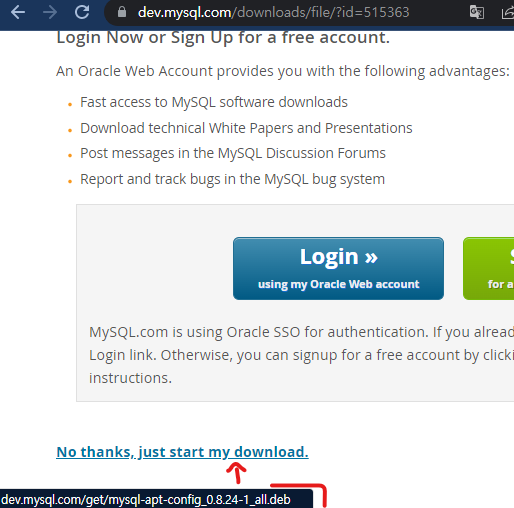 dev.mysql.com/downloads/file/?id=515363
Login Now or Sign Up for a free account.
An Oracle Web Account provides you with the following advantages:
Fast access to MySQL software downloads
Download technical White Papers and Presentations
Post messages in the MySQL Discussion Forums
Report and track bugs in the MySQL bug system
Login »
using my Oracle Web account
for a
MySQL.com is using Oracle SSO for authentication. If you alread
Login link. Otherwise, you can signup for a free account by clicki
instructions.
No thanks, just start my download.
dev.mysql.com/get/mysql-apt-config_0.8.24-1_all.deb